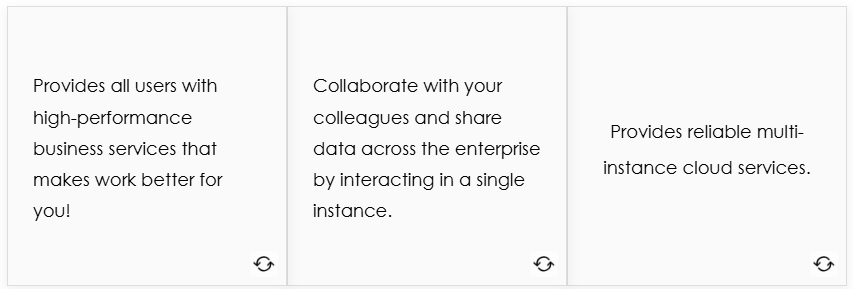 Provides all users with
high-performance
business services that
makes work better for
you!
Collaborate with your
colleagues and share
data across the enterprise
by interacting in a single
instance.
Provides reliable multi-
instance cloud services.